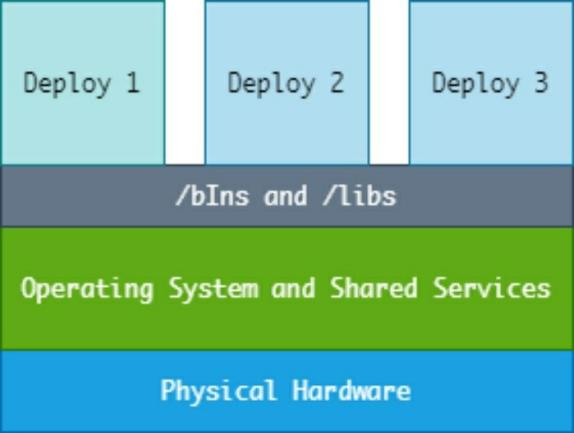 Deploy 1
Deploy 2
Deploy 3
/bIns and /libs
Operating System and Shared Services
Physical Hardware